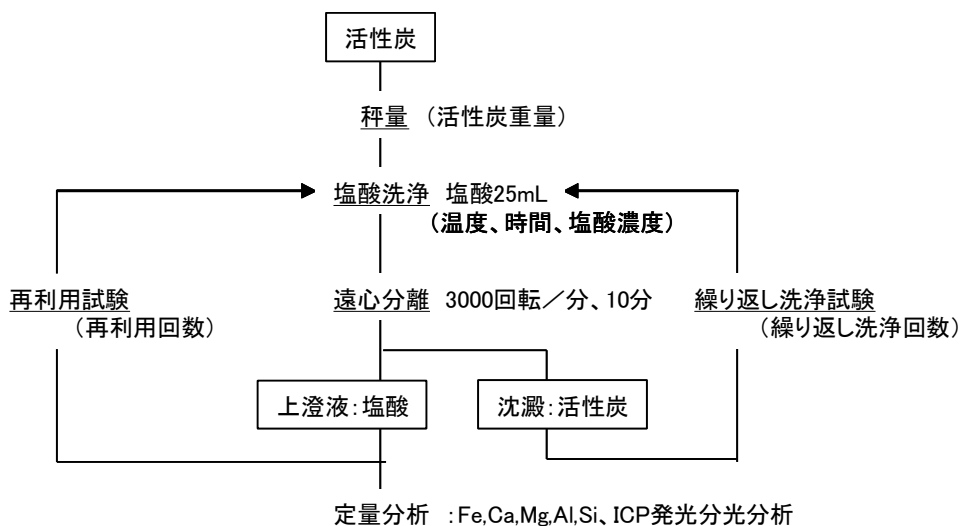 活性炭
秤量 （活性炭重量）
塩酸洗浄 塩酸25mL
（温度、時間、塩酸濃度）
再利用試験
（再利用回数）
遠心分離 3000回転／分、10分
繰り返し洗浄試験
（繰り返し洗浄回数）
上澄液：塩酸
沈澱：活性炭
定量分析 ：Fe,Ca,Mg,Al,Si、ICP発光分光分析